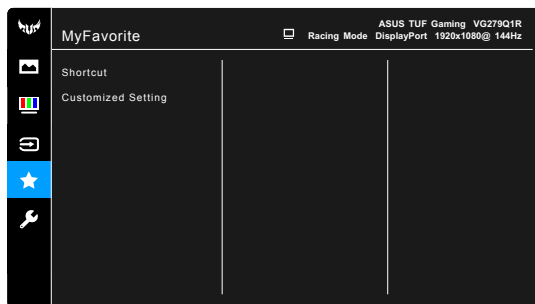 ASUS TUF Gaming VG279Q1R
MyFavorite
Racing Mode DisplayPort 1920x1080@ 144Hz
Shortcut
Customized Setting